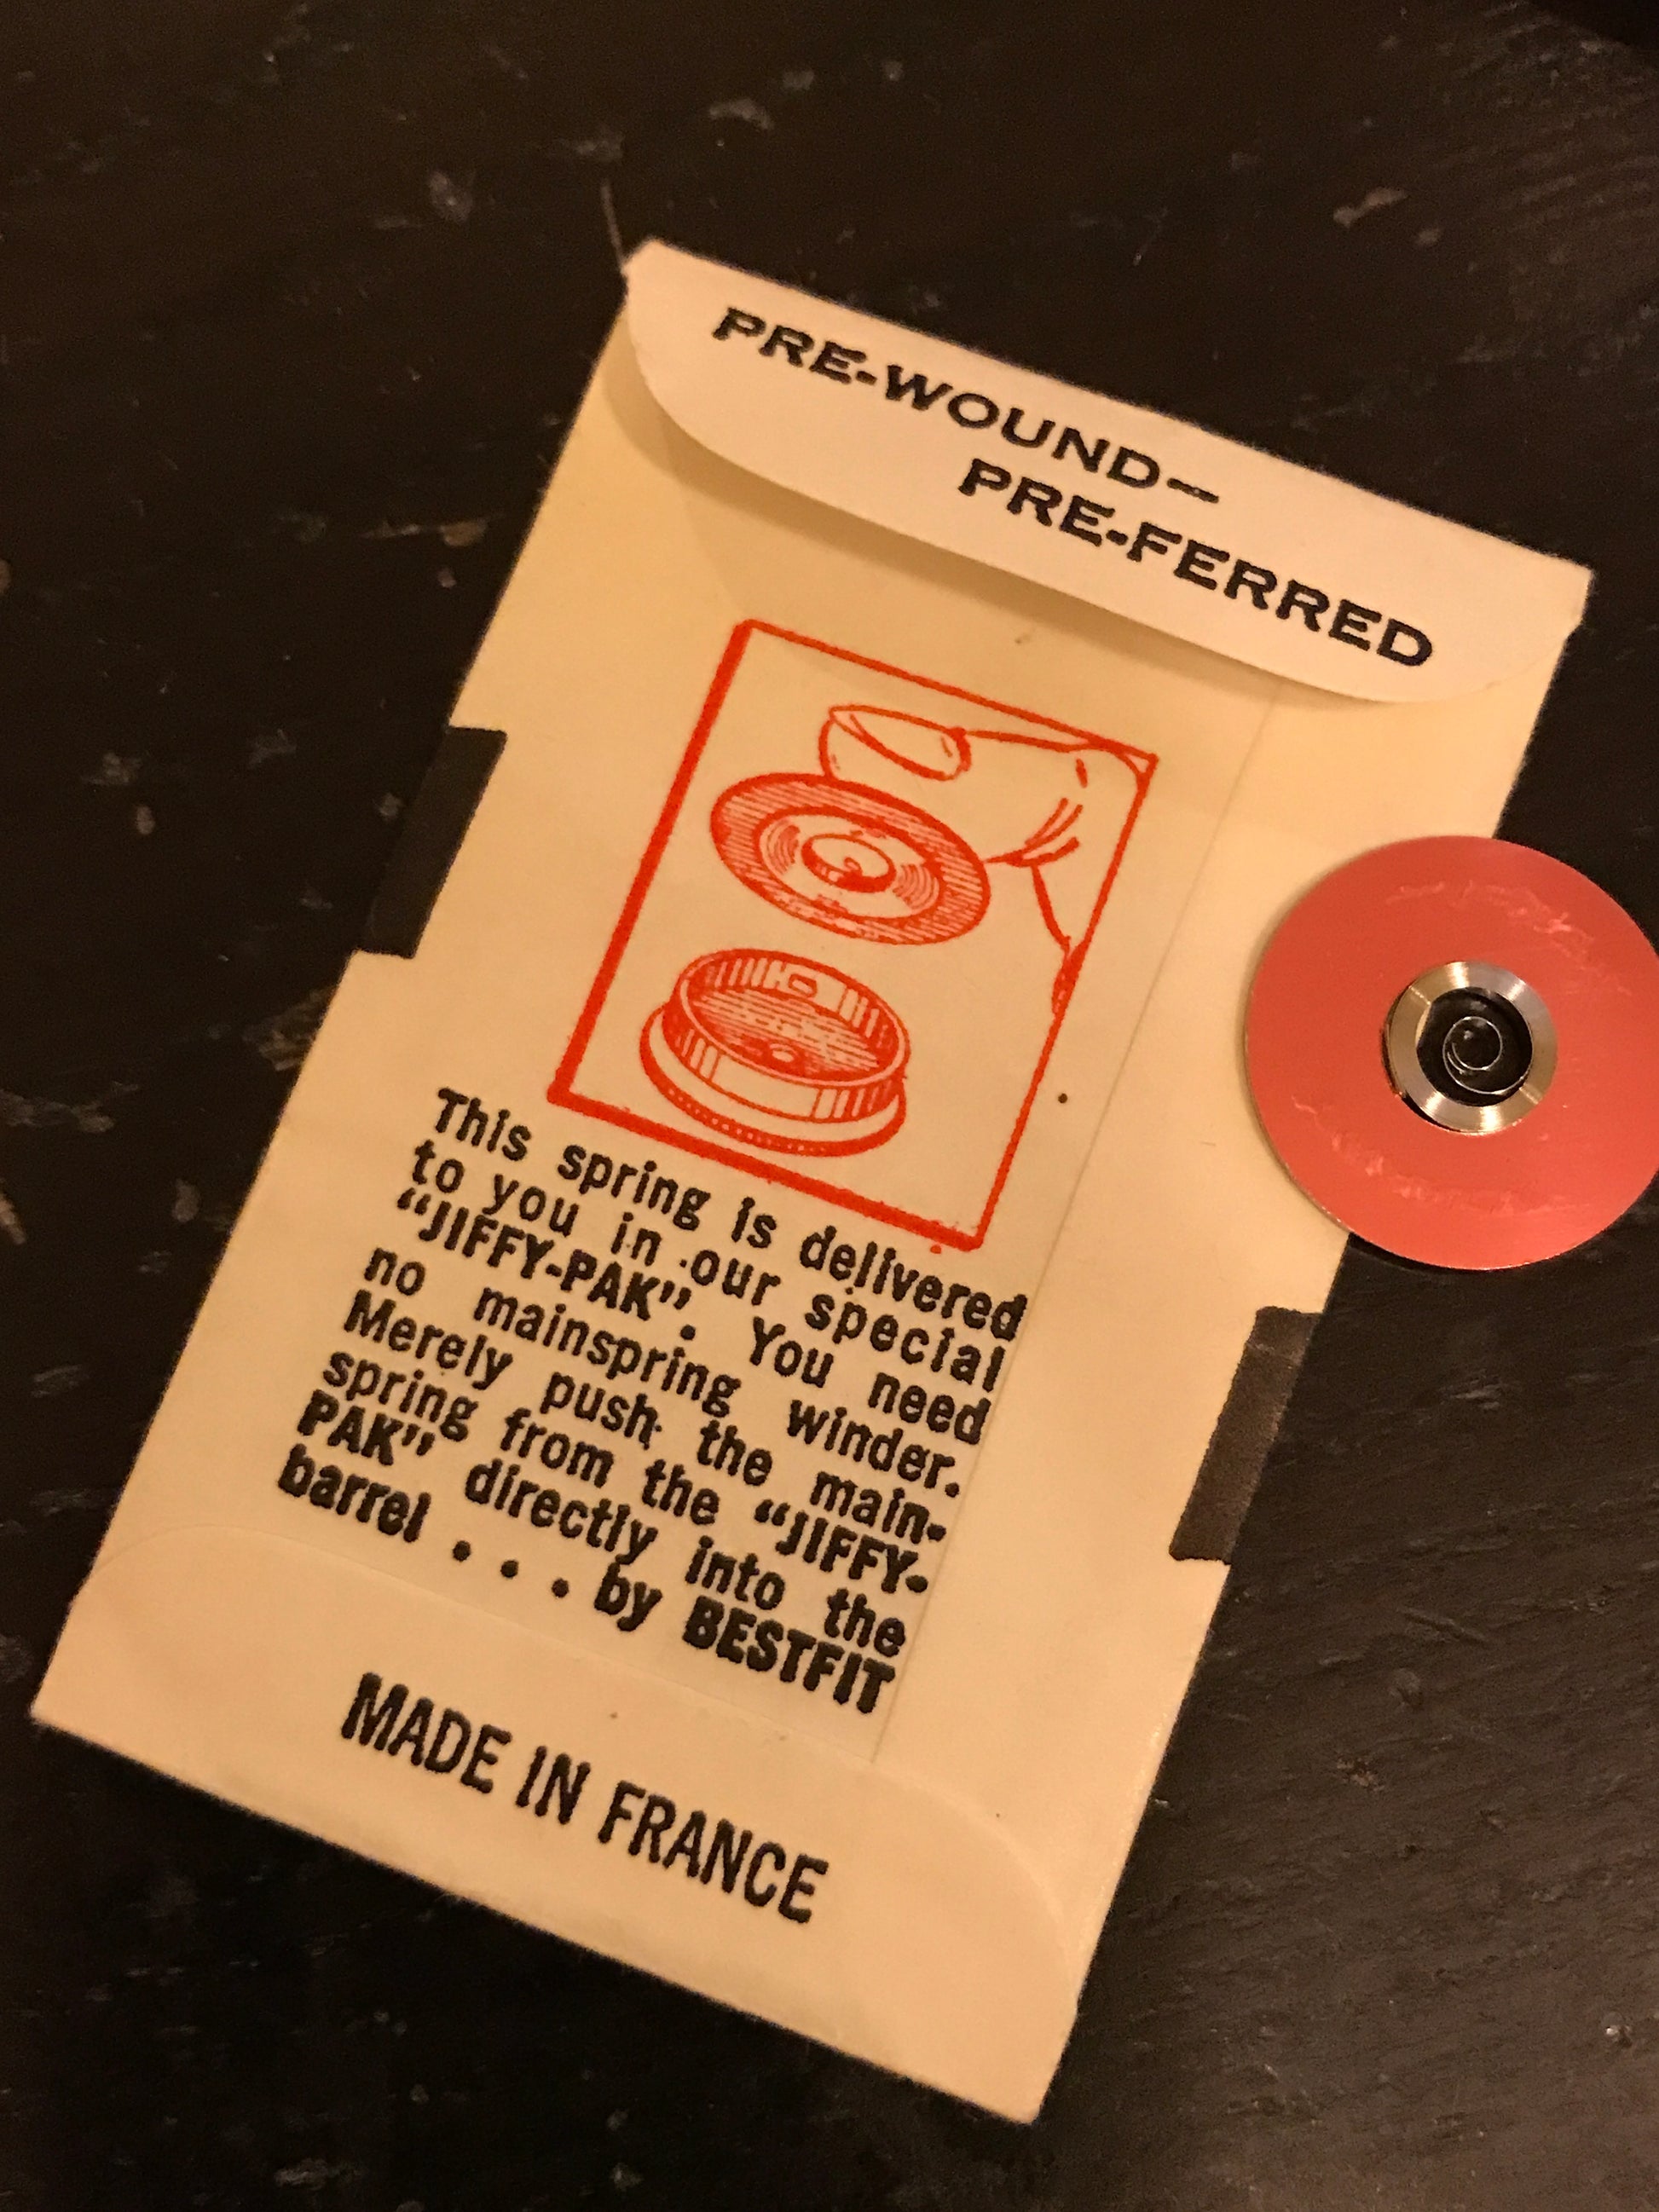 PRE-WOUND—
PRE-FERRED
This spring is delivered
to you in our special
"JIFFY-PAK". You need
no mainspring winder.
Merely push the main-
spring from the "JIFFY-
PAK" directly into the
barrel . . . by BESTFIT
MADE IN FRANCE